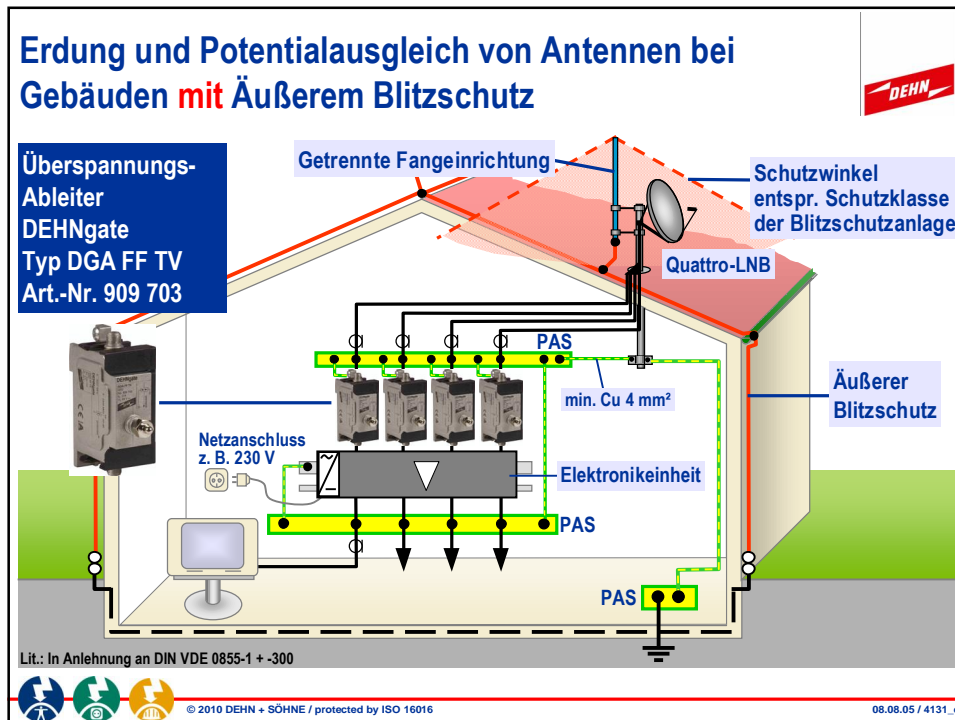 Erdung und Potentialausgleich von Antennen bei
Gebäuden mit Äußerem Blitzschutz
DEHN
Überspannungs-
Ableiter
DEHNgate
Typ DGA FF TV
Art.-Nr. 909 703
Getrennte Fangeinrichtung
Schutzwinkel
entspr. Schutzklasse
der Blitzschutzanlage
Quattro-LNB
PAS
min. Cu 4 mm²
Äußerer
Blitzschutz
Netzanschluss
z. B. 230 V
Elektronikeinheit
PAS
PAS
Lit.: In Anlehnung an DIN VDE 0855-1 + -300
© 2010 DEHN + SÖHNE / protected by ISO 16016
08.08.05 / 4131_